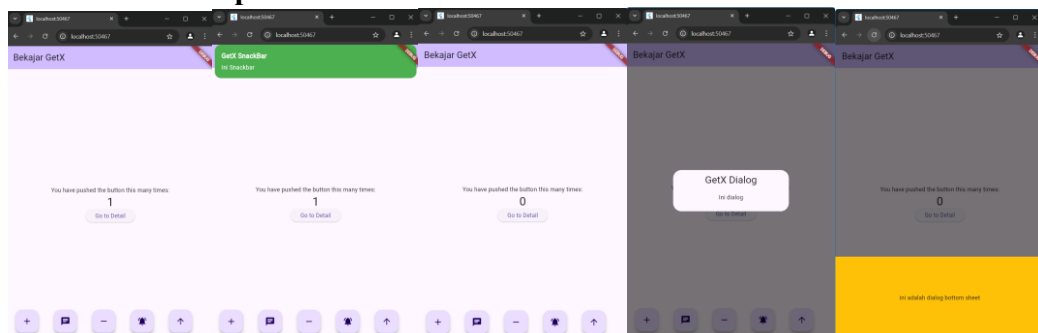 localhost:50467
localhost:50467
Bekajar GetX
You have pushed the button this many times:
1
Go to Detail
localhost:50467
localhost:50467
GetX SnackBar
Ini Snackbar
You have pushed the button this many times:
1
Go to Detail
localhost:50467
localhost:50467
Bekajar GetX
You have pushed the button this many times:
0
Go to Detail
localhost:50467
localhost:50467
Bekajar GetX
GetX Dialog
Ini dialog
Go to Detail
localhost:50467
localhost:50467
Bekajar GetX
You have pushed the button this many times:
0
Go to Detail
ini adalah dialog bottom sheet